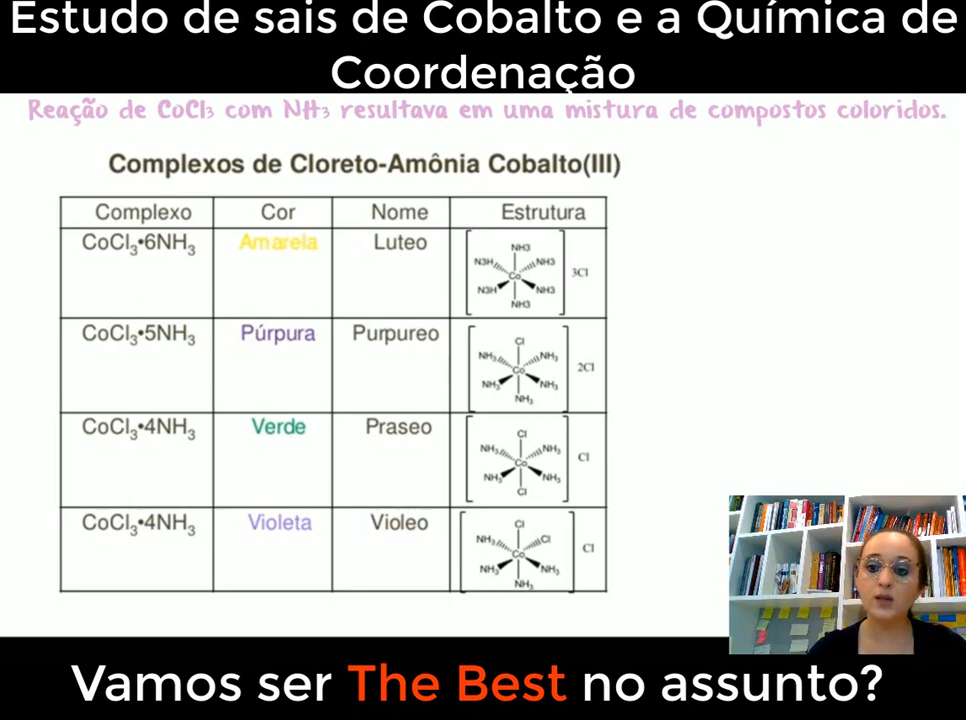 Estudo de sais de Cobalto e a Química de
Coordenação
Reação de CoCl₃ com NH₃ resultava em uma mistura de compostos coloridos.
Complexos de Cloreto-Amônia Cobalto(III)
Complexo Cor Nome Estrutura
CoCl₃•6NH₃ Amarela Luteo
NH3
N3H NH3
Co
N3H NH3
NH3
3Cl
CoCl₃•5NH₃ Púrpura Purpureo
Cl
NH₃ NH₃
Co
NH₃ NH₃
NH₃
2Cl
CoCl₃•4NH₃ Verde Praseo
Cl
NH₃ NH₃
Co
NH₃ NH₃
Cl
Cl
CoCl₃•4NH₃ Violeta Violeo
Cl
NH₃ Cl
Co
NH₃ NH₃
NH₃
Cl
Vamos ser The Best no assunto?